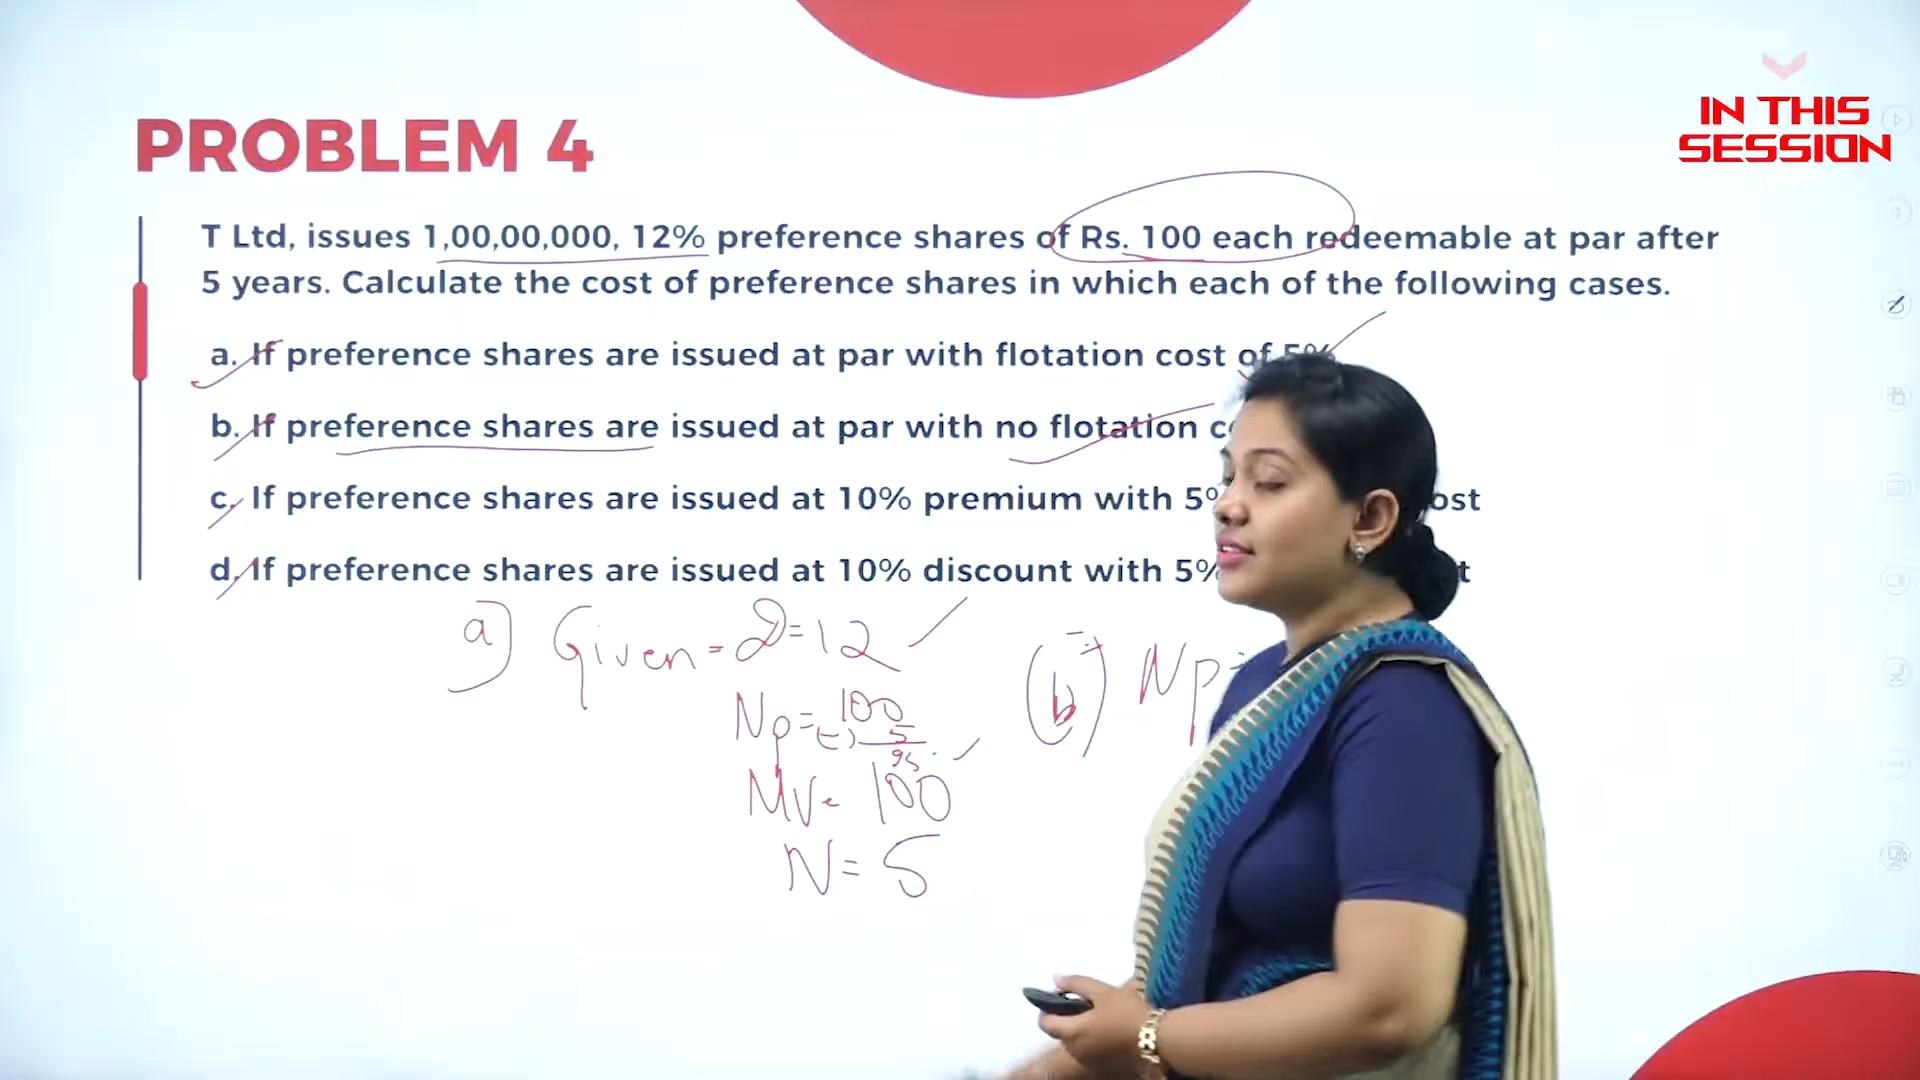 IN THIS
SESSION
PROBLEM 4
T Ltd, issues 1,00,00,000, 12% preference shares of Rs. 100 each redeemable at par after
5 years. Calculate the cost of preference shares in which each of the following cases.
a. If preference shares are issued at par with flotation cost of 5%
b. If preference shares are issued at par with no flotation
c. If preference shares are issued at 10% premium with 5% ost
d. If preference shares are issued at 10% discount with 5% t
a) Given = D = 12
Np = 100
(-) 5
95
MV = 100
N = 5
(b) Np =